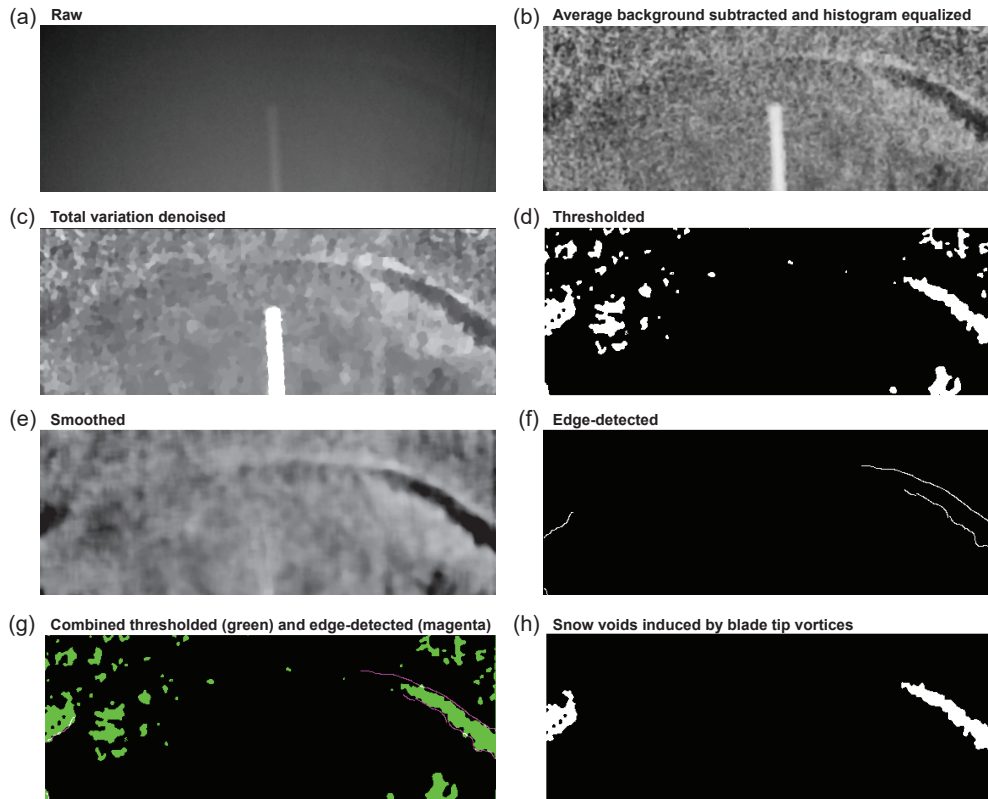 (a) Raw
(b) Average background subtracted and histogram equalized
(c) Total variation denoised
(d) Thresholded
(e) Smoothed
(f) Edge-detected
(g) Combined thresholded (green) and edge-detected (magenta)
(h) Snow voids induced by blade tip vortices